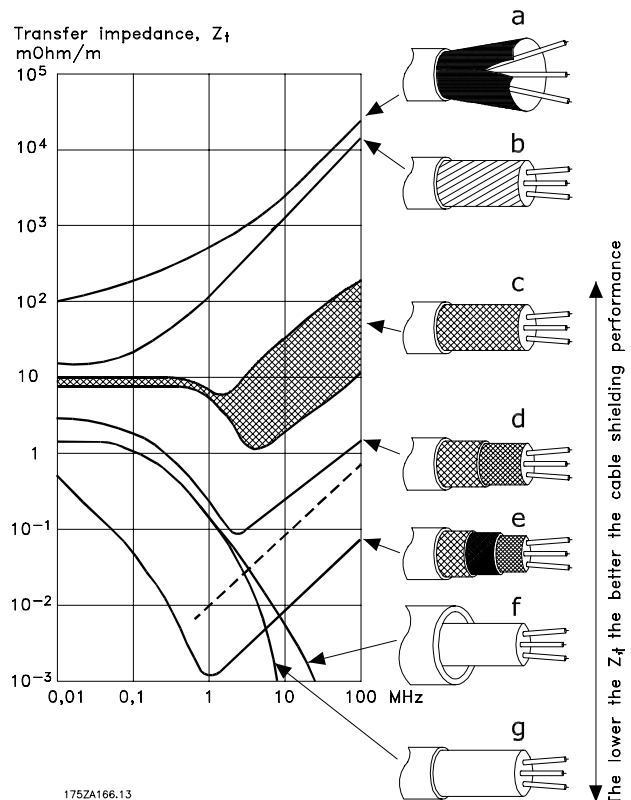 Transfer impedance, Zt
mOhm/m
a
10⁵
b
10⁴
10³
c
10²
10
d
1
e
10⁻¹
f
10⁻²
10⁻³
0,01 0,1 1 10 100 MHz
g
The lower the Zt the better the cable shielding performance
175ZA166.13